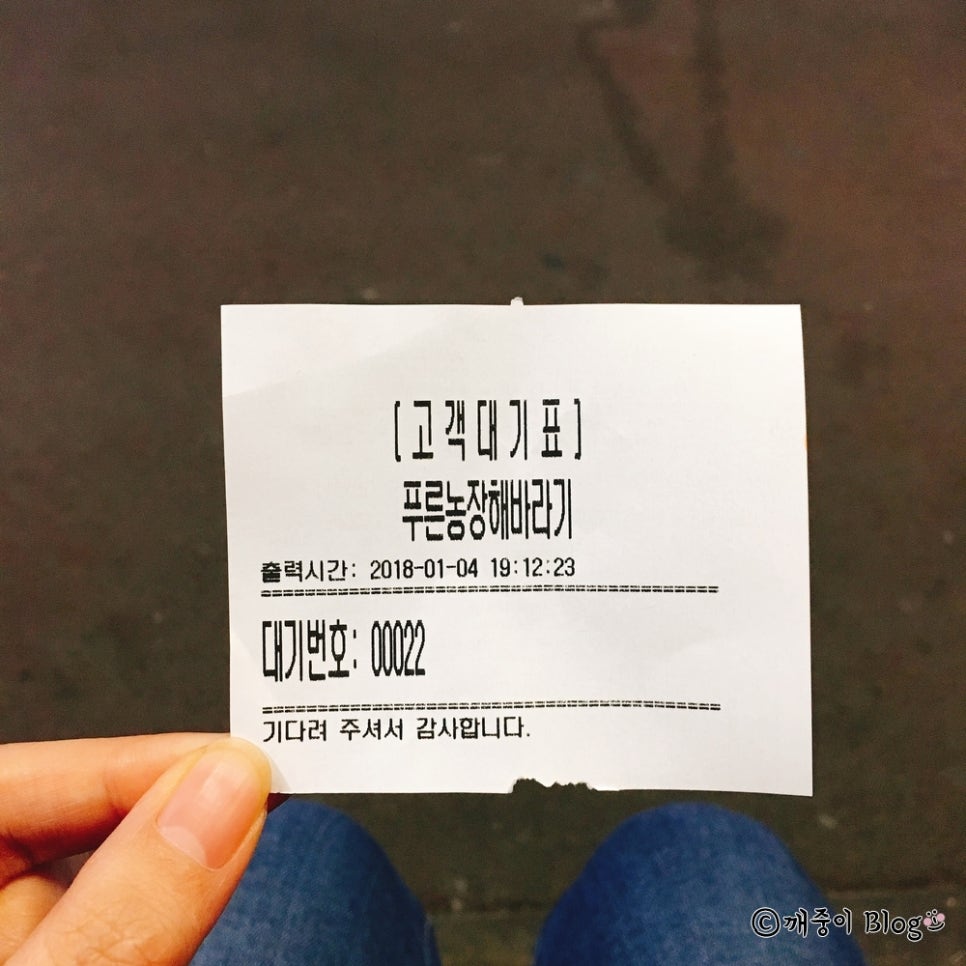 [고객대기표]
푸른농장해바라기
출력시간: 2018-01-04 19:12:23
대기번호: 00022
기다려 주셔서 감사합니다.
©깨중이 Blog